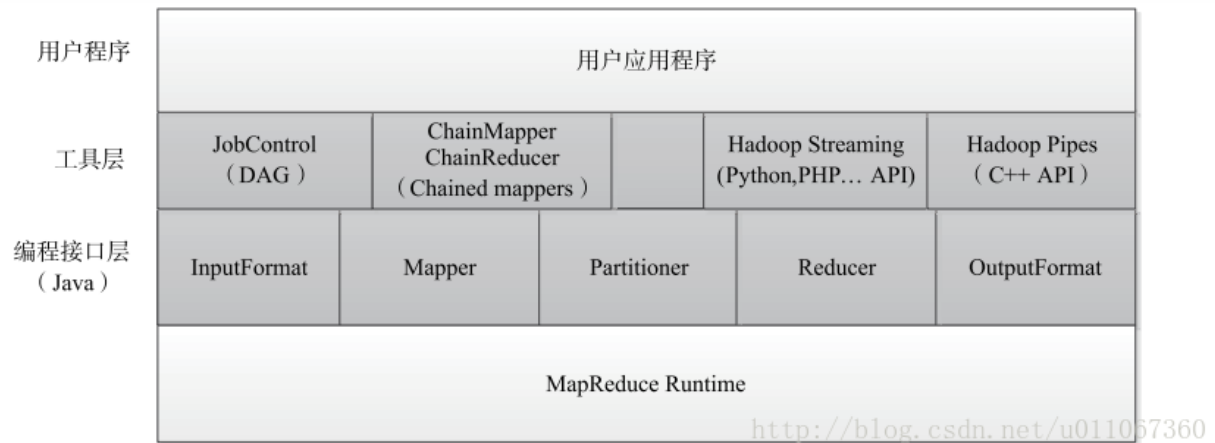 用户程序
用户应用程序
工具层
JobControl
（DAG）
ChainMapper
ChainReducer
（Chained mappers）
Hadoop Streaming
(Python,PHP… API)
Hadoop Pipes
（C++ API）
编程接口层
（Java）
InputFormat
Mapper
Partitioner
Reducer
OutputFormat
MapReduce Runtime
http://blog.csdn.net/u011067360